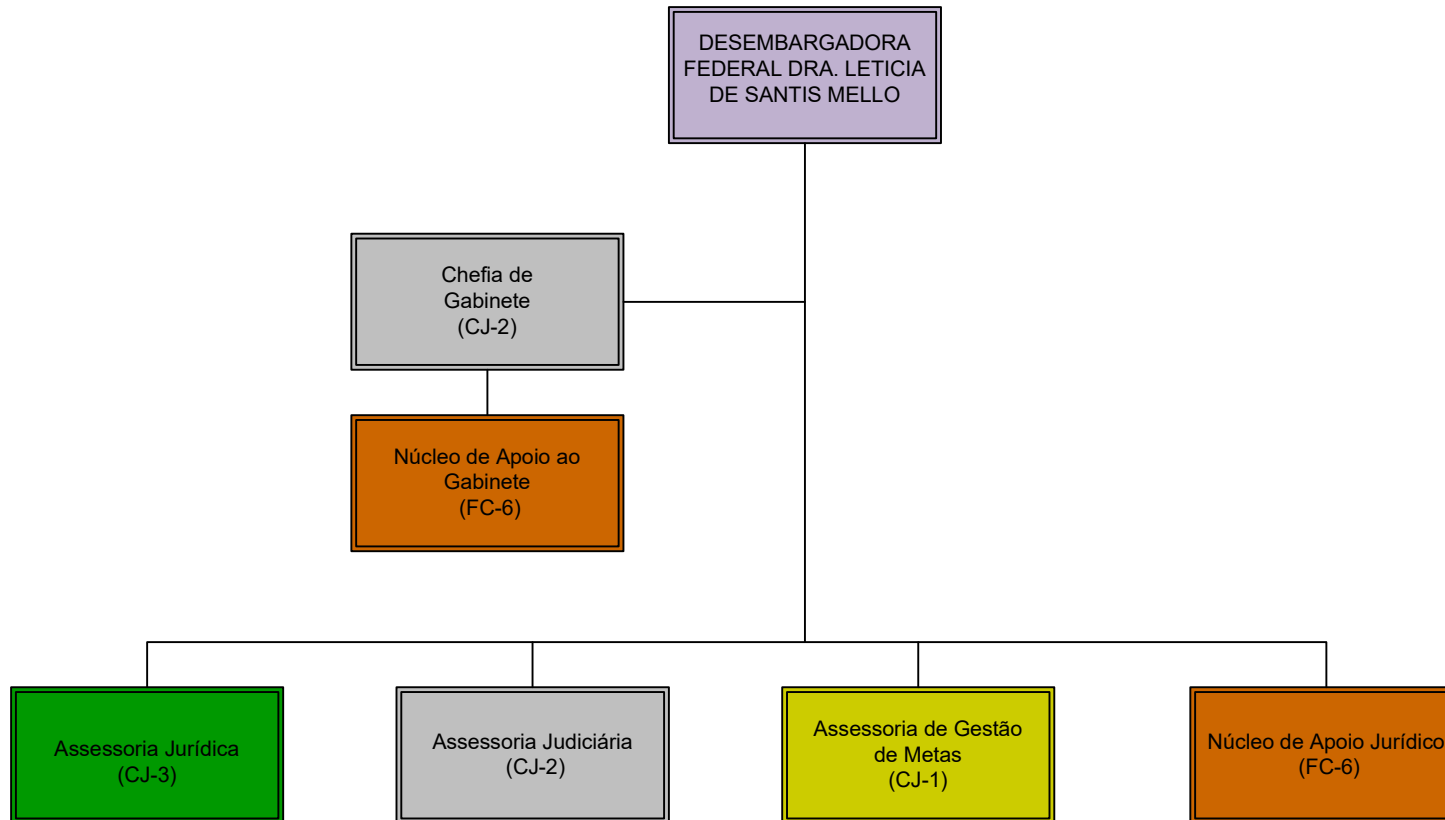 DESEMBARGADORA
FEDERAL DRA. LETICIA
DE SANTIS MELLO
Chefia de
Gabinete
(CJ-2)
Núcleo de Apoio ao
Gabinete
(FC-6)
Assessoria Jurídica
(CJ-3)
Assessoria Judiciária
(CJ-2)
Assessoria de Gestão
de Metas
(CJ-1)
Núcleo de Apoio Jurídico
(FC-6)